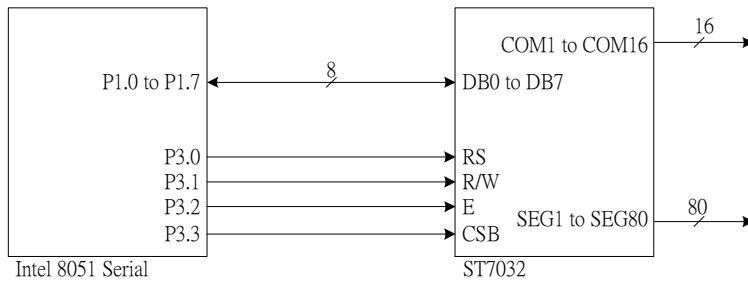 16
COM1 to COM16
P1.0 to P1.7
8
DB0 to DB7
P3.0
RS
P3.1
R/W
P3.2
E
SEG1 to SEG80
80
P3.3
CSB
Intel 8051 Serial
ST7032